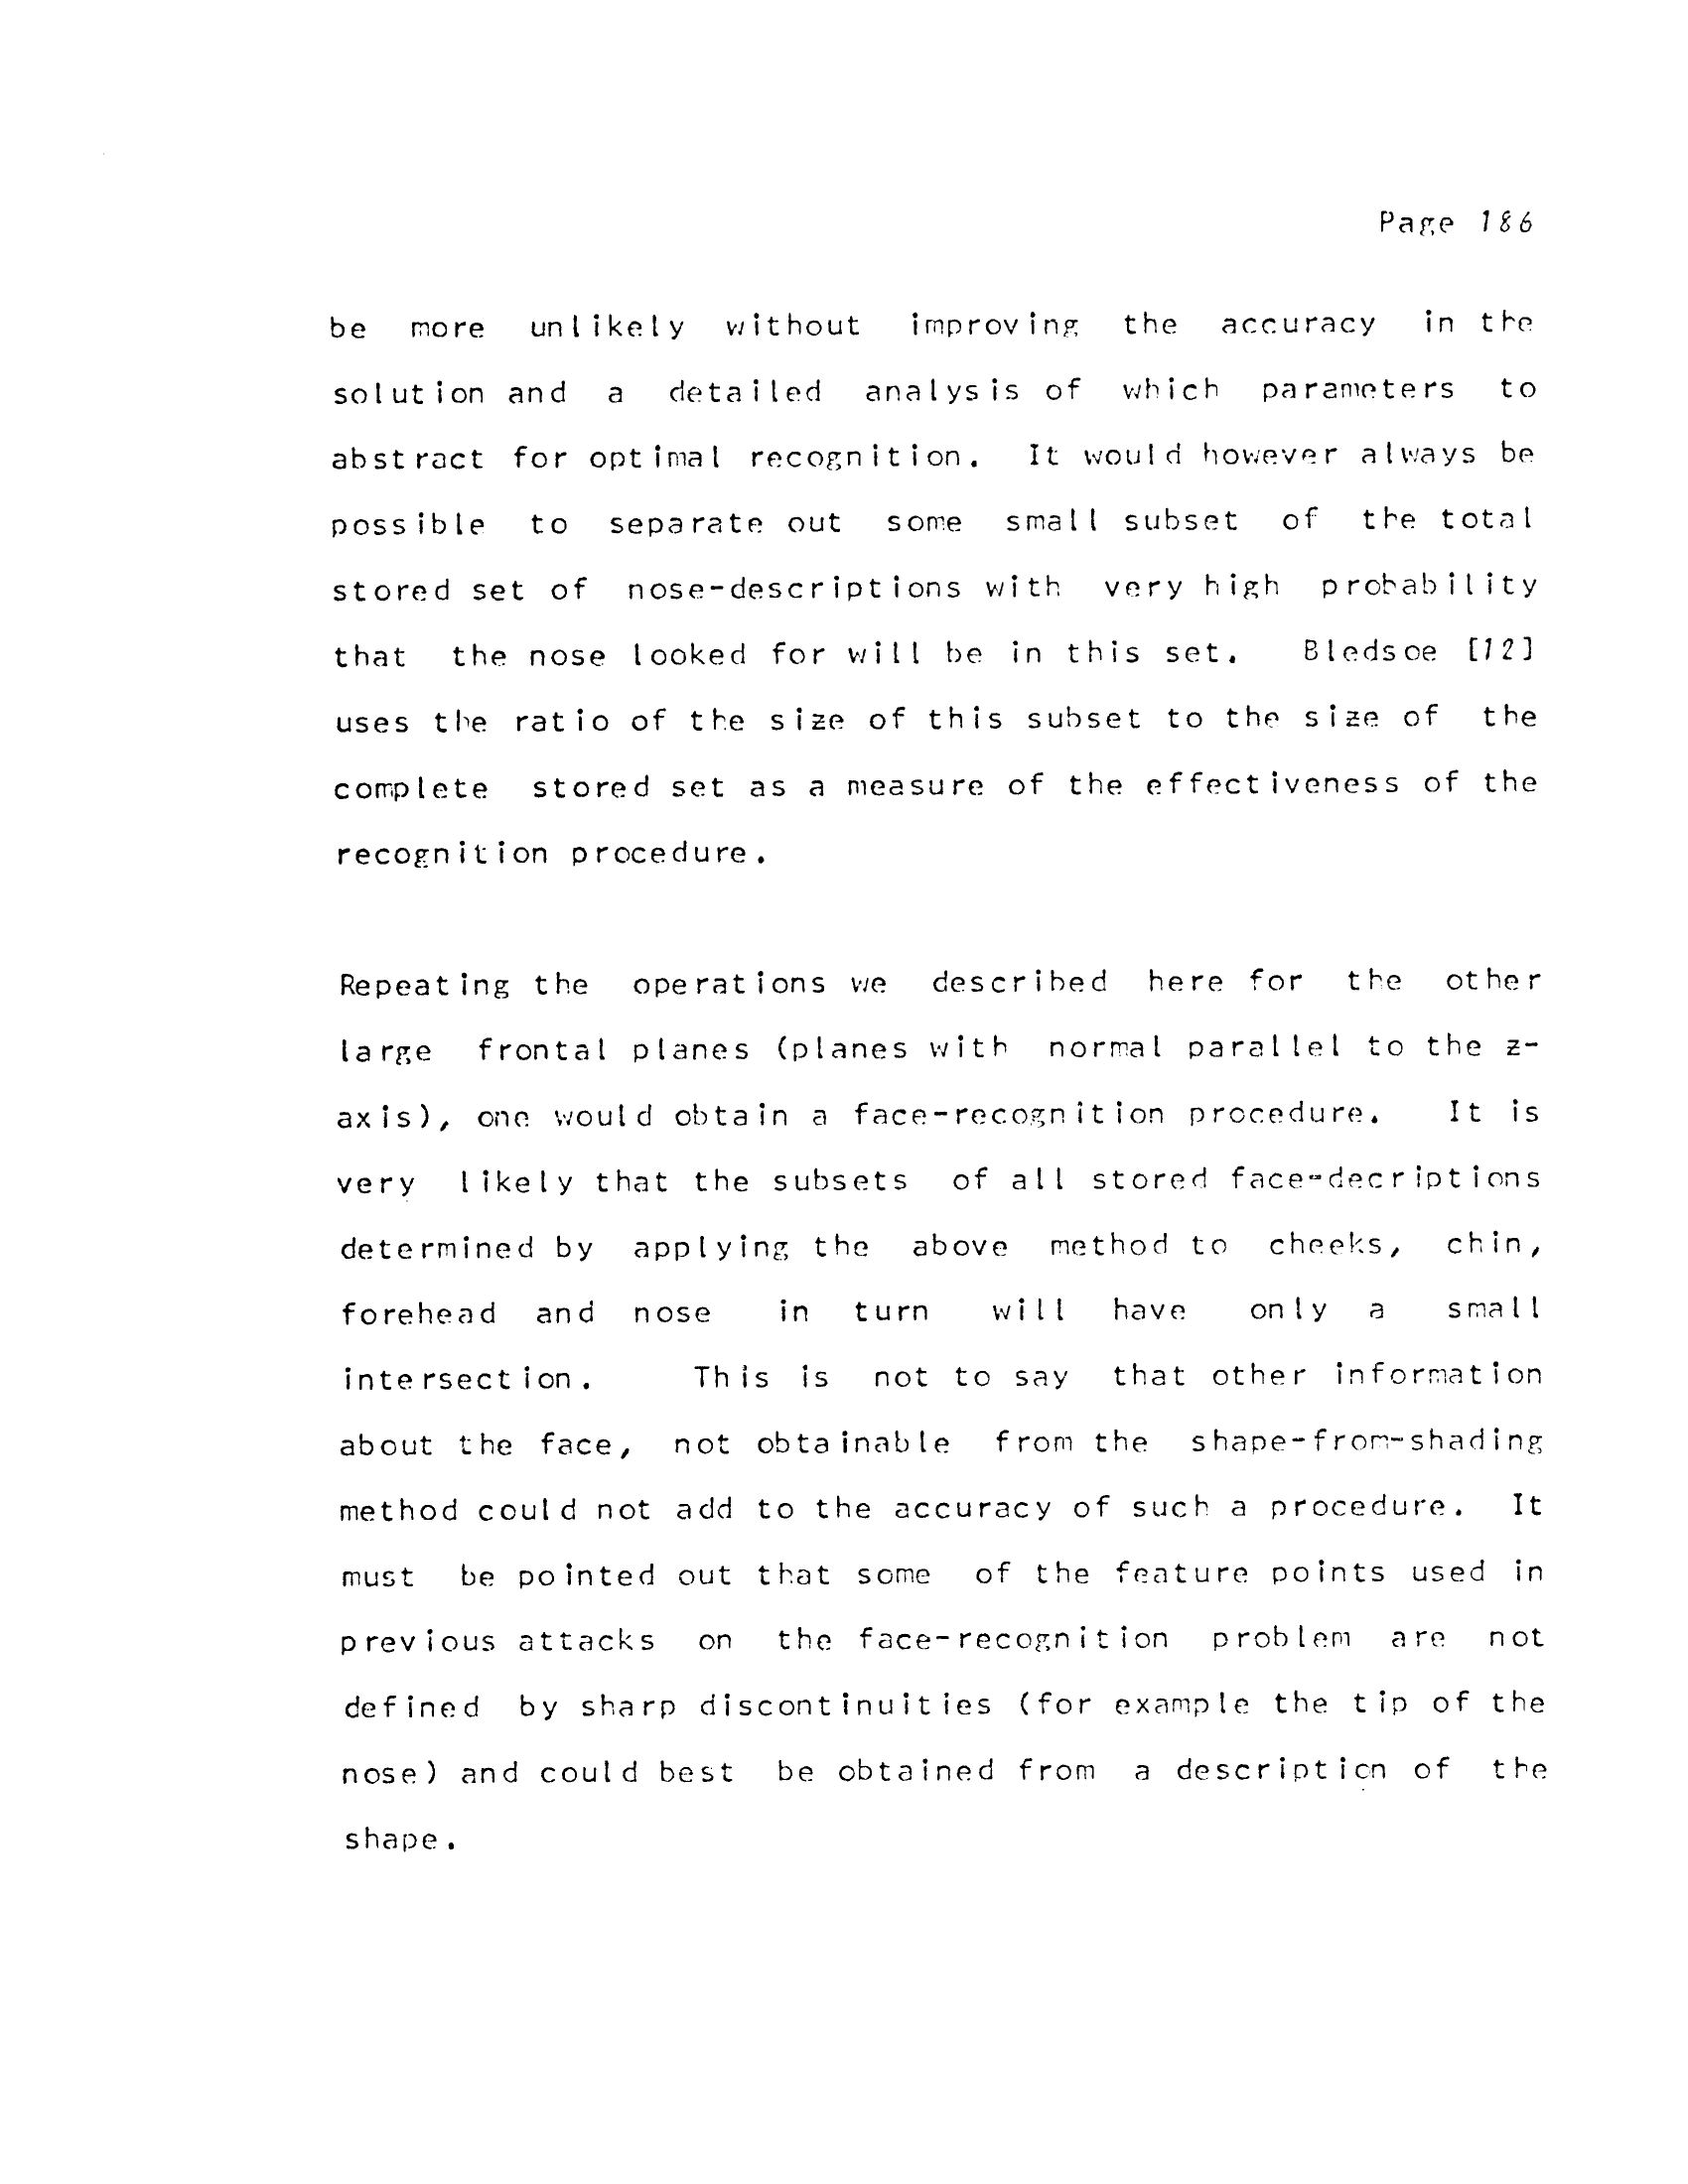 Page 186
be more unlikely without improving the accuracy in the
solution and a detailed analysis of which parameters to
abstract for optimal recognition. It would however always be
possible to separate out some small subset of the total
stored set of nose-descriptions with very high probability
that the nose looked for will be in this set. Bledsoe [12]
uses the ratio of the size of this subset to the size of the
complete stored set as a measure of the effectiveness of the
recognition procedure.
Repeating the operations we described here for the other
large frontal planes (planes with normal parallel to the z-
axis), one would obtain a face-recognition procedure. It is
very likely that the subsets of all stored face-decriptions
determined by applying the above method to cheeks, chin,
forehead and nose in turn will have only a small
intersection. This is not to say that other information
about the face, not obtainable from the shape-from-shading
method could not add to the accuracy of such a procedure. It
must be pointed out that some of the feature points used in
previous attacks on the face-recognition problem are not
defined by sharp discontinuities (for example the tip of the
nose) and could best be obtained from a description of the
shape.